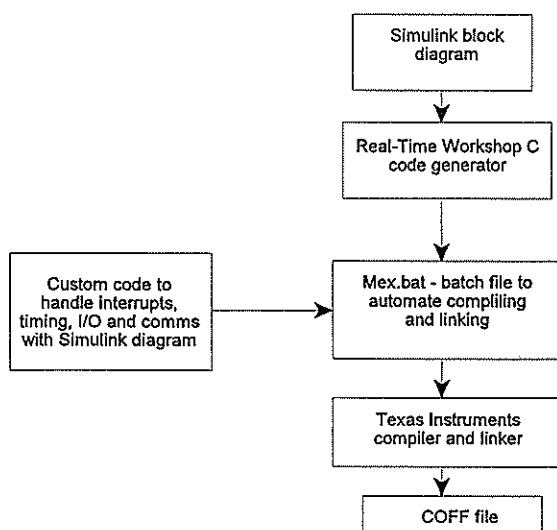 Simulink block
diagram
Real-Time Workshop C
code generator
Custom code to
handle interrupts,
timing, I/O and comms
with Simulink diagram
Mex.bat - batch file to
automate compliling
and linking
Texas Instruments
compiler and linker
COFF file